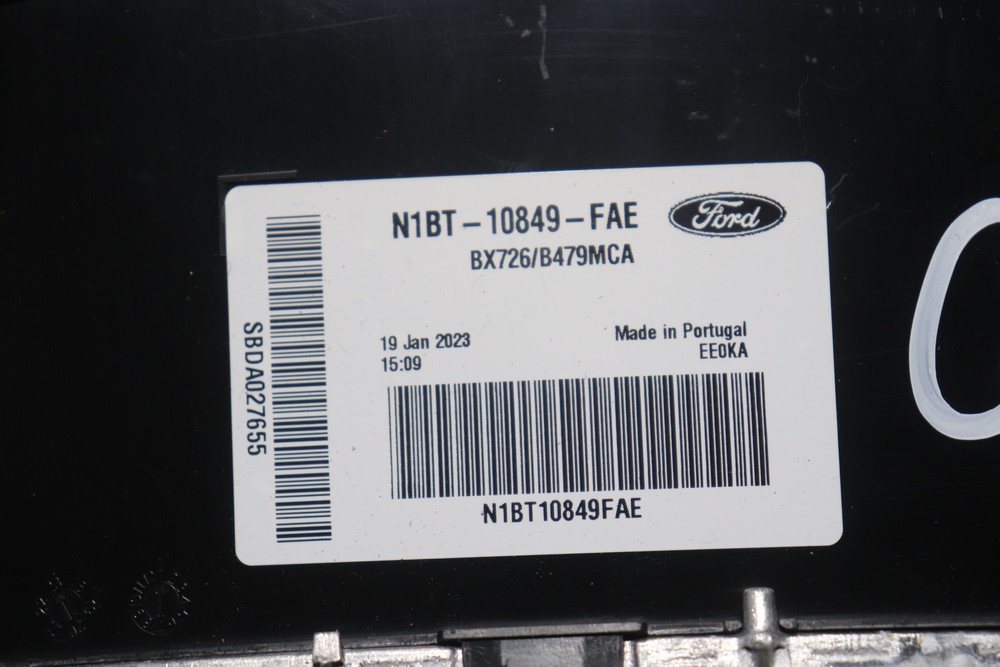 N1BT-10849-FAE
Ford
BX726/B479MCA
19 Jan 2023
15:09
Made in Portugal
EE0KA
SBDA027655
N1BT10849FAE